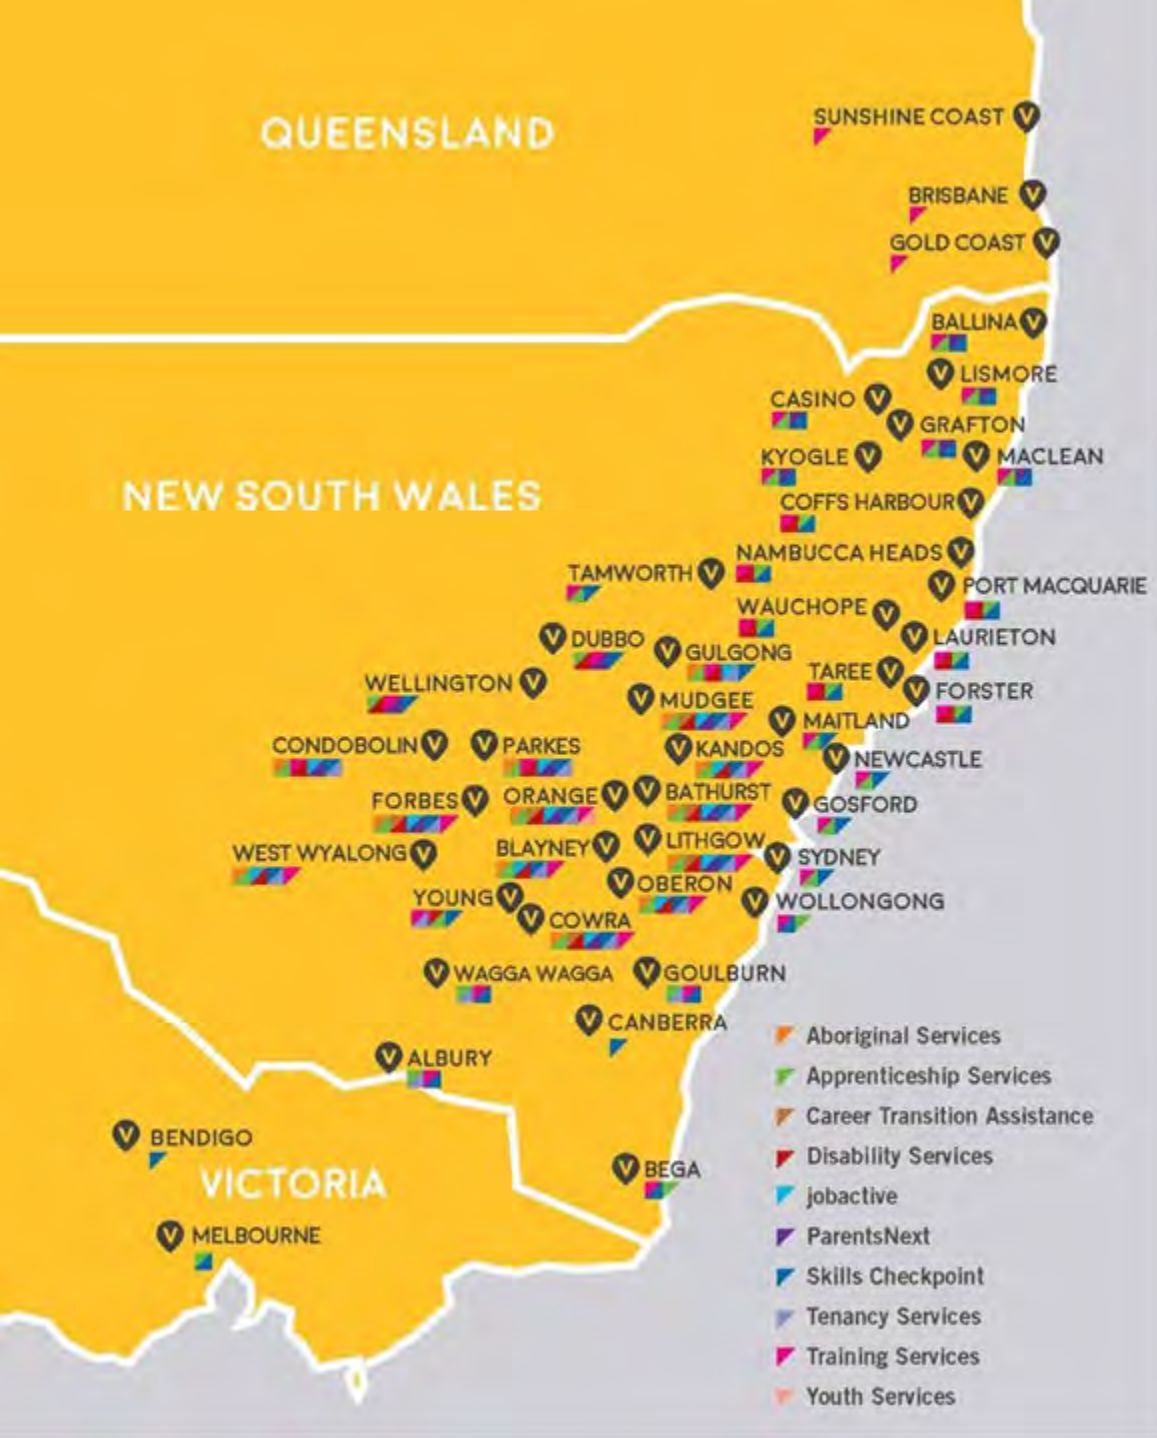 QUEENSLAND
SUNSHINE COAST
BRISBANE
GOLD COAST
BALLINA
LISMORE
CASINO
GRAFTON
KYOGLE
MACLEAN
NEW SOUTH WALES
COFFS HARBOUR
NAMBUCCA HEADS
TAMWORTH
PORT MACQUARIE
WAUCHOPE
DUBBO
LAURIETON
GULGONG
TAREE
WELLINGTON
FORSTER
MUDGEE
MAITLAND
CONDOBOLIN
PARKES
KANDOS
NEWCASTLE
FORBES
ORANGE
BATHURST
GOSFORD
WEST WYALONG
BLAYNEY
LITHGOW
SYDNEY
YOUNG
OBERON
WOLLONGONG
COWRA
WAGGA WAGGA
GOULBURN
CANBERRA
ALBURY
BENDIGO
VICTORIA
BEGA
MELBOURNE
Aboriginal Services
Apprenticeship Services
Career Transition Assistance
Disability Services
jobactive
ParentsNext
Skills Checkpoint
Tenancy Services
Training Services
Youth Services